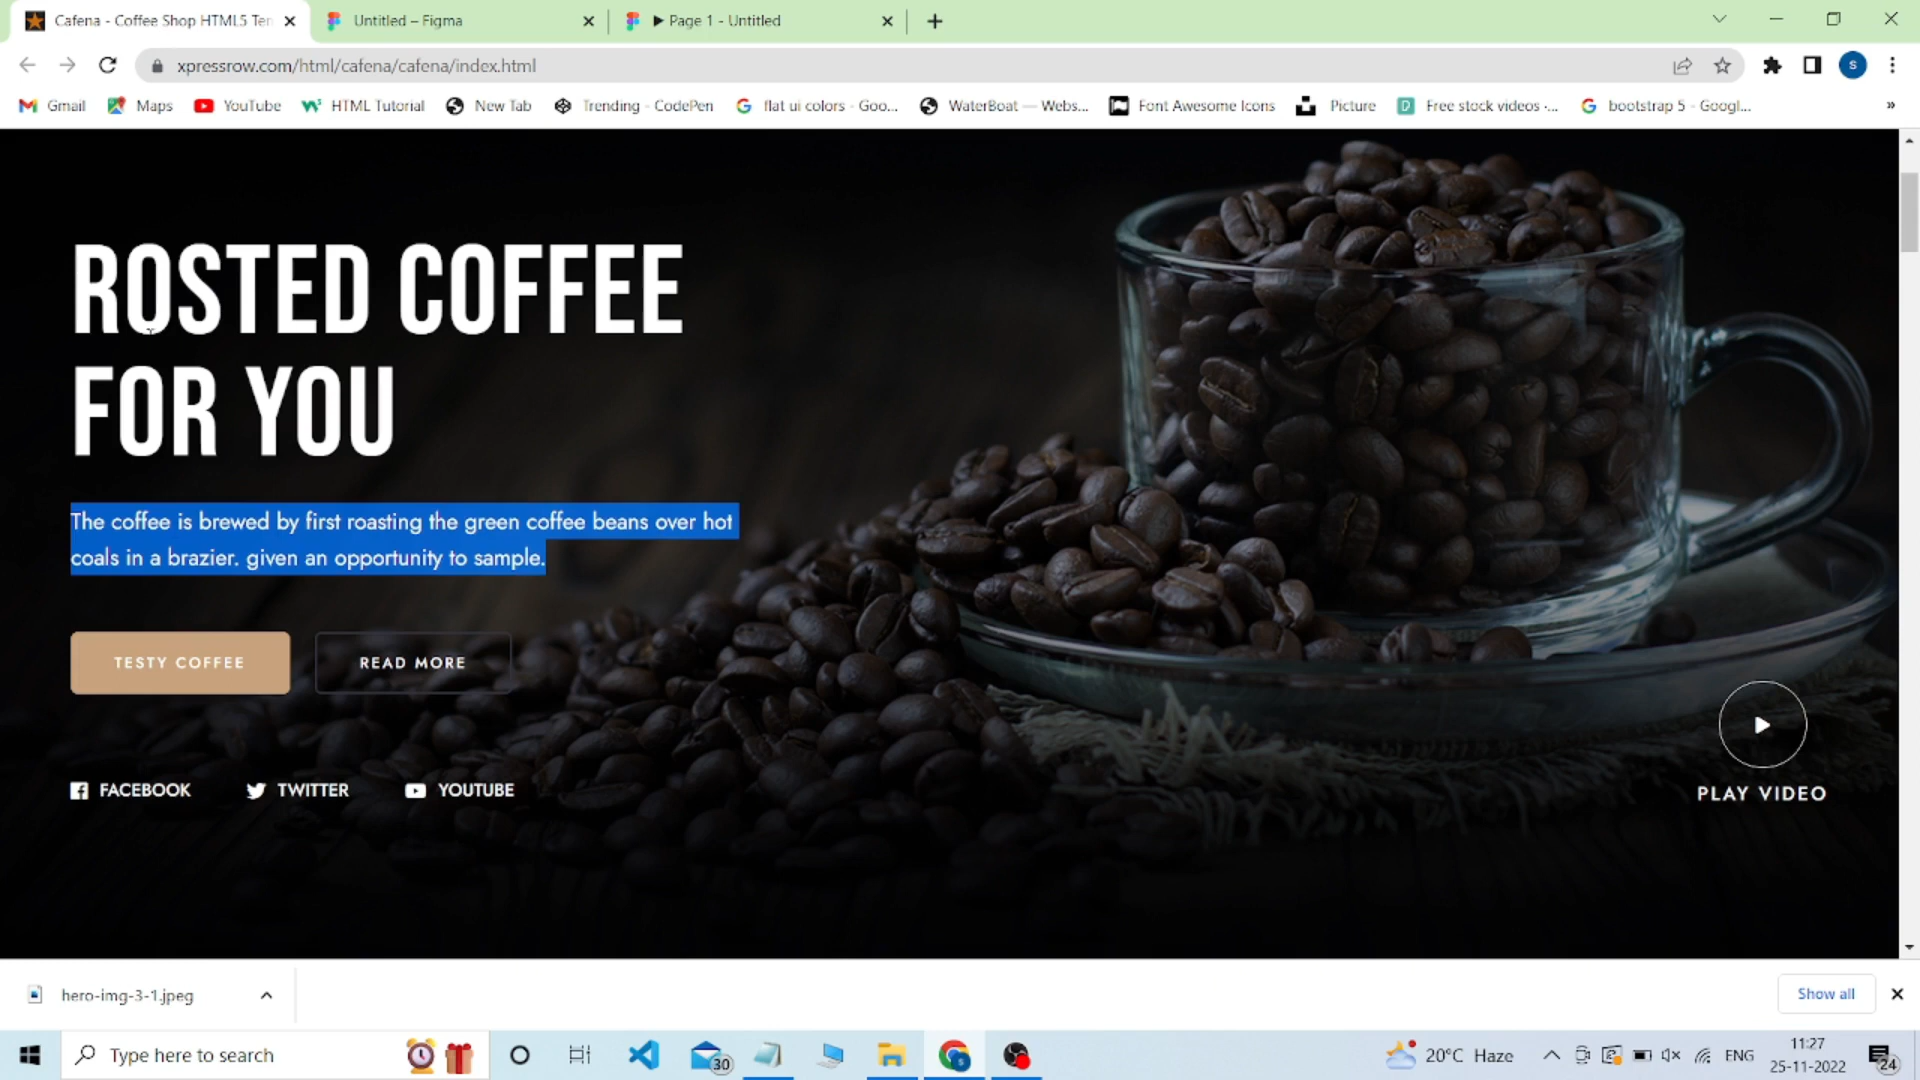 Cafena - Coffee Shop HTML5 Ten
Untitled – Figma
▶ Page 1 - Untitled
xpressrow.com/html/cafena/cafena/index.html
S
Gmail
Maps
YouTube
HTML Tutorial
New Tab
Trending - CodePen
flat ui colors - Goo...
WaterBoat — Webs...
Font Awesome Icons
Picture
Free stock videos ·...
bootstrap 5 - Googl...
»
ROSTED COFFEE
FOR YOU
The coffee is brewed by first roasting the green coffee beans over hot
coals in a brazier. given an opportunity to sample.
TESTY COFFEE
READ MORE
FACEBOOK
TWITTER
YOUTUBE
PLAY VIDEO
hero-img-3-1.jpeg
Show all
Type here to search
30
20°C Haze
ENG
11:27
25-11-2022
24